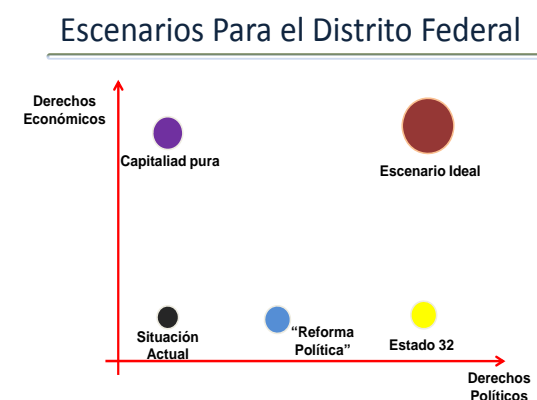 Escenarios Para el Distrito Federal
Derechos
Económicos
Capitaliad pura
Escenario Ideal
Situación
Actual
“Reforma
Política”
Estado 32
Derechos
Políticos